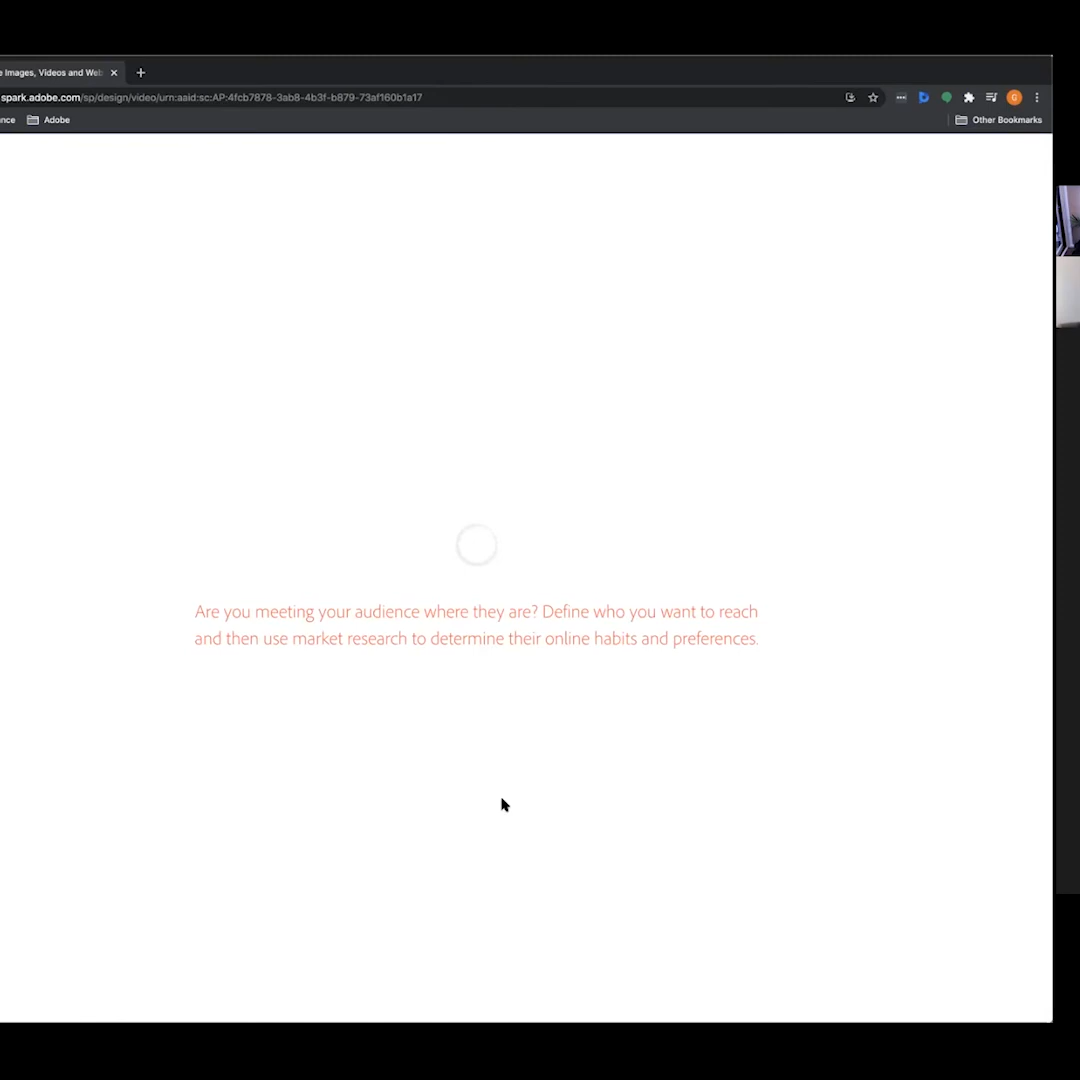 e Images, Videos and Web
spark.adobe.com/sp/design/video/urn:aaid:sc:AP:4fcb7878-3ab8-4b3f-b879-73af160b1a17
G
nce
Adobe
Other Bookmarks
Are you meeting your audience where they are? Define who you want to reach
and then use market research to determine their online habits and preferences.